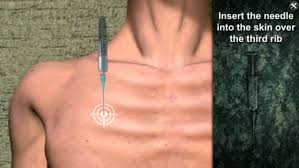 Insert the needle
into the skin over
the third rib